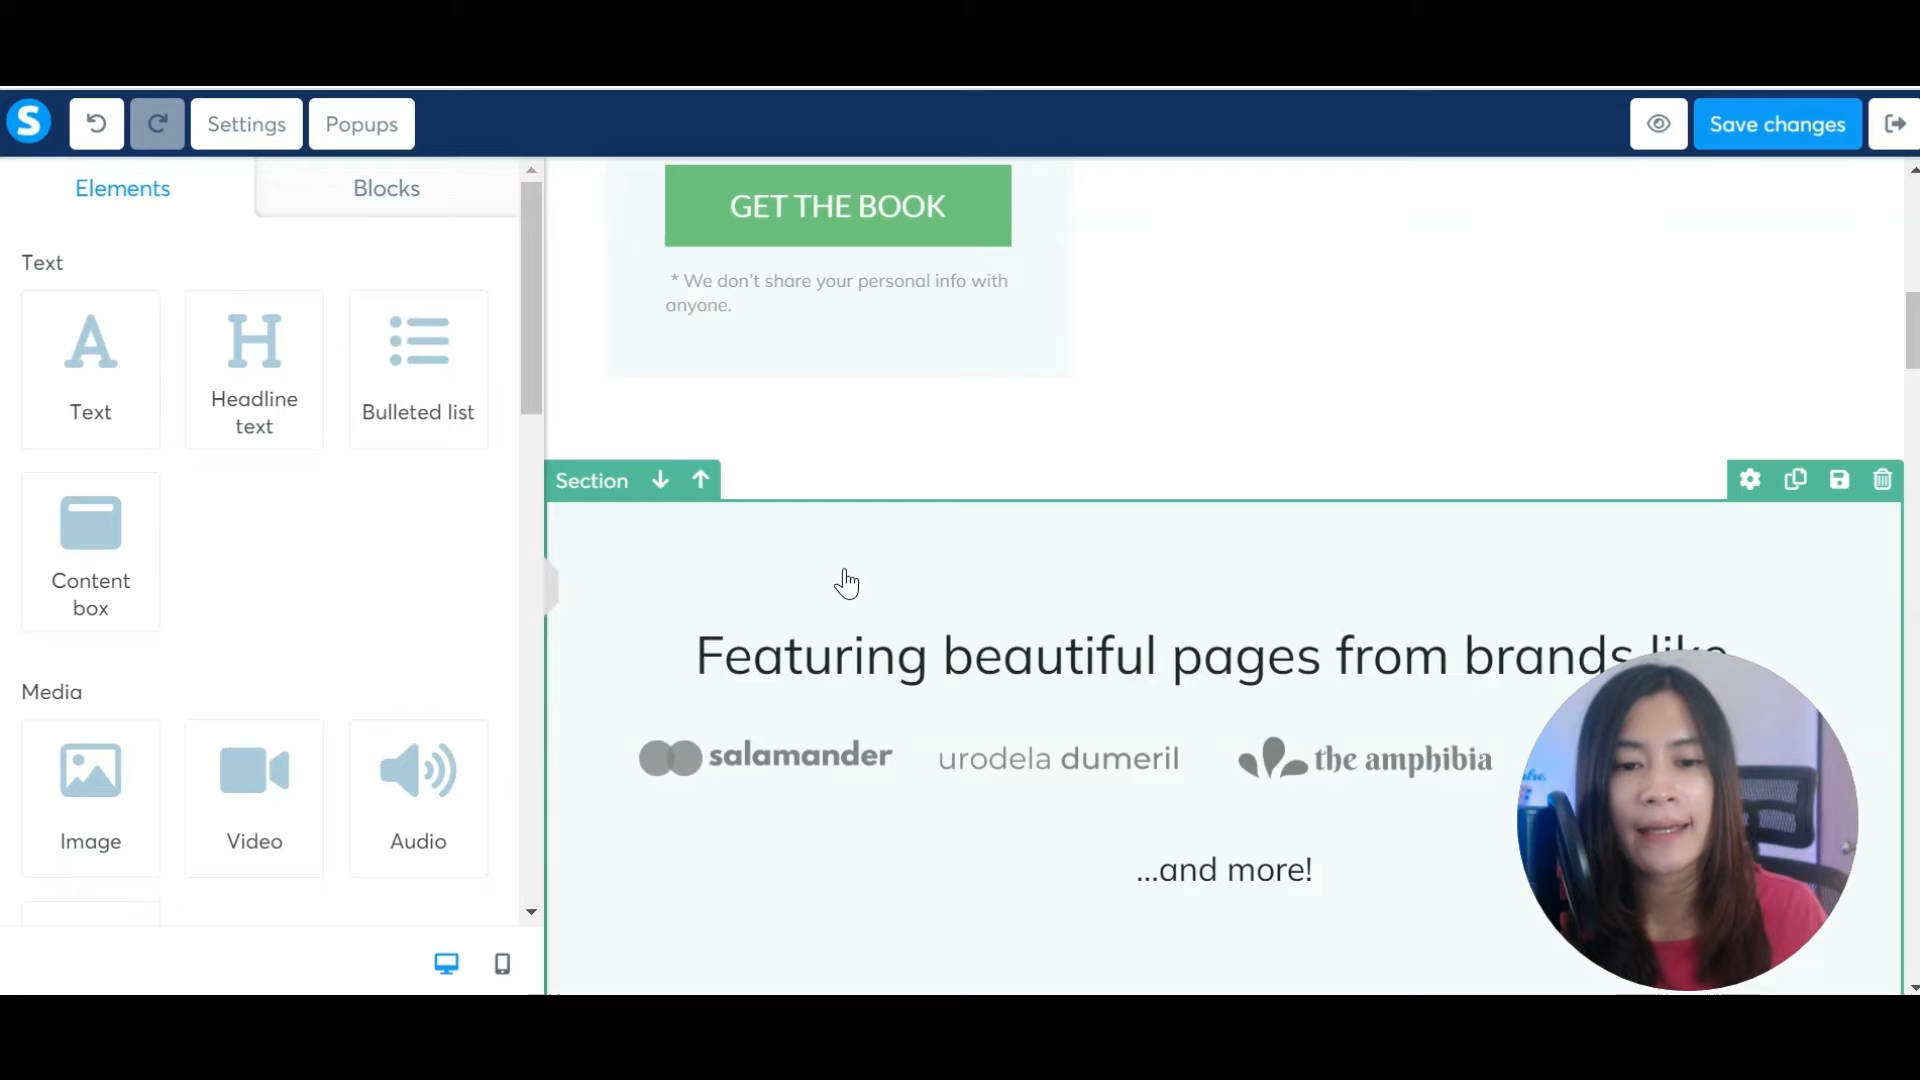 S
Settings
Popups
Save changes
Elements
Blocks
Text
Text
Headline
text
Bulleted list
Content
box
Media
Image
Video
Audio
GET THE BOOK
* We don't share your personal info with
anyone.
Section
Featuring beautiful pages from brands like
salamander
urodela dumeril
the amphibia
...and more!